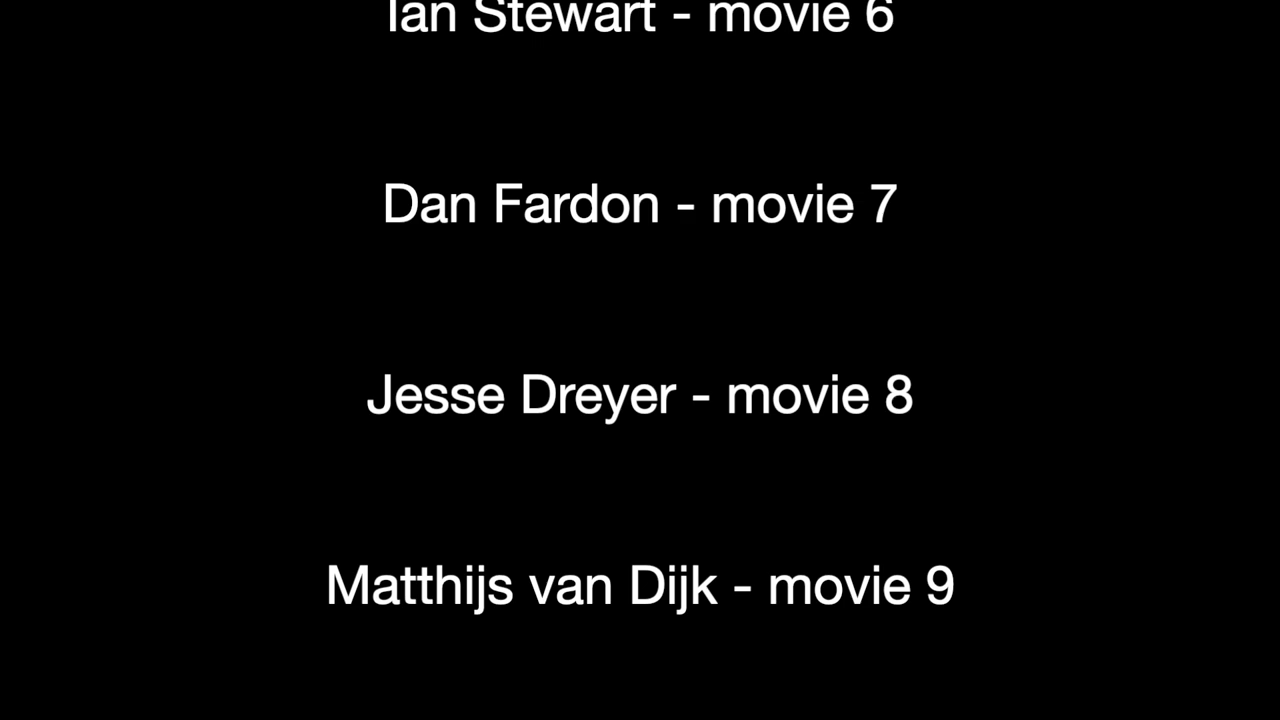 Ian Stewart - movie 6
Dan Fardon - movie 7
Jesse Dreyer - movie 8
Matthijs van Dijk - movie 9